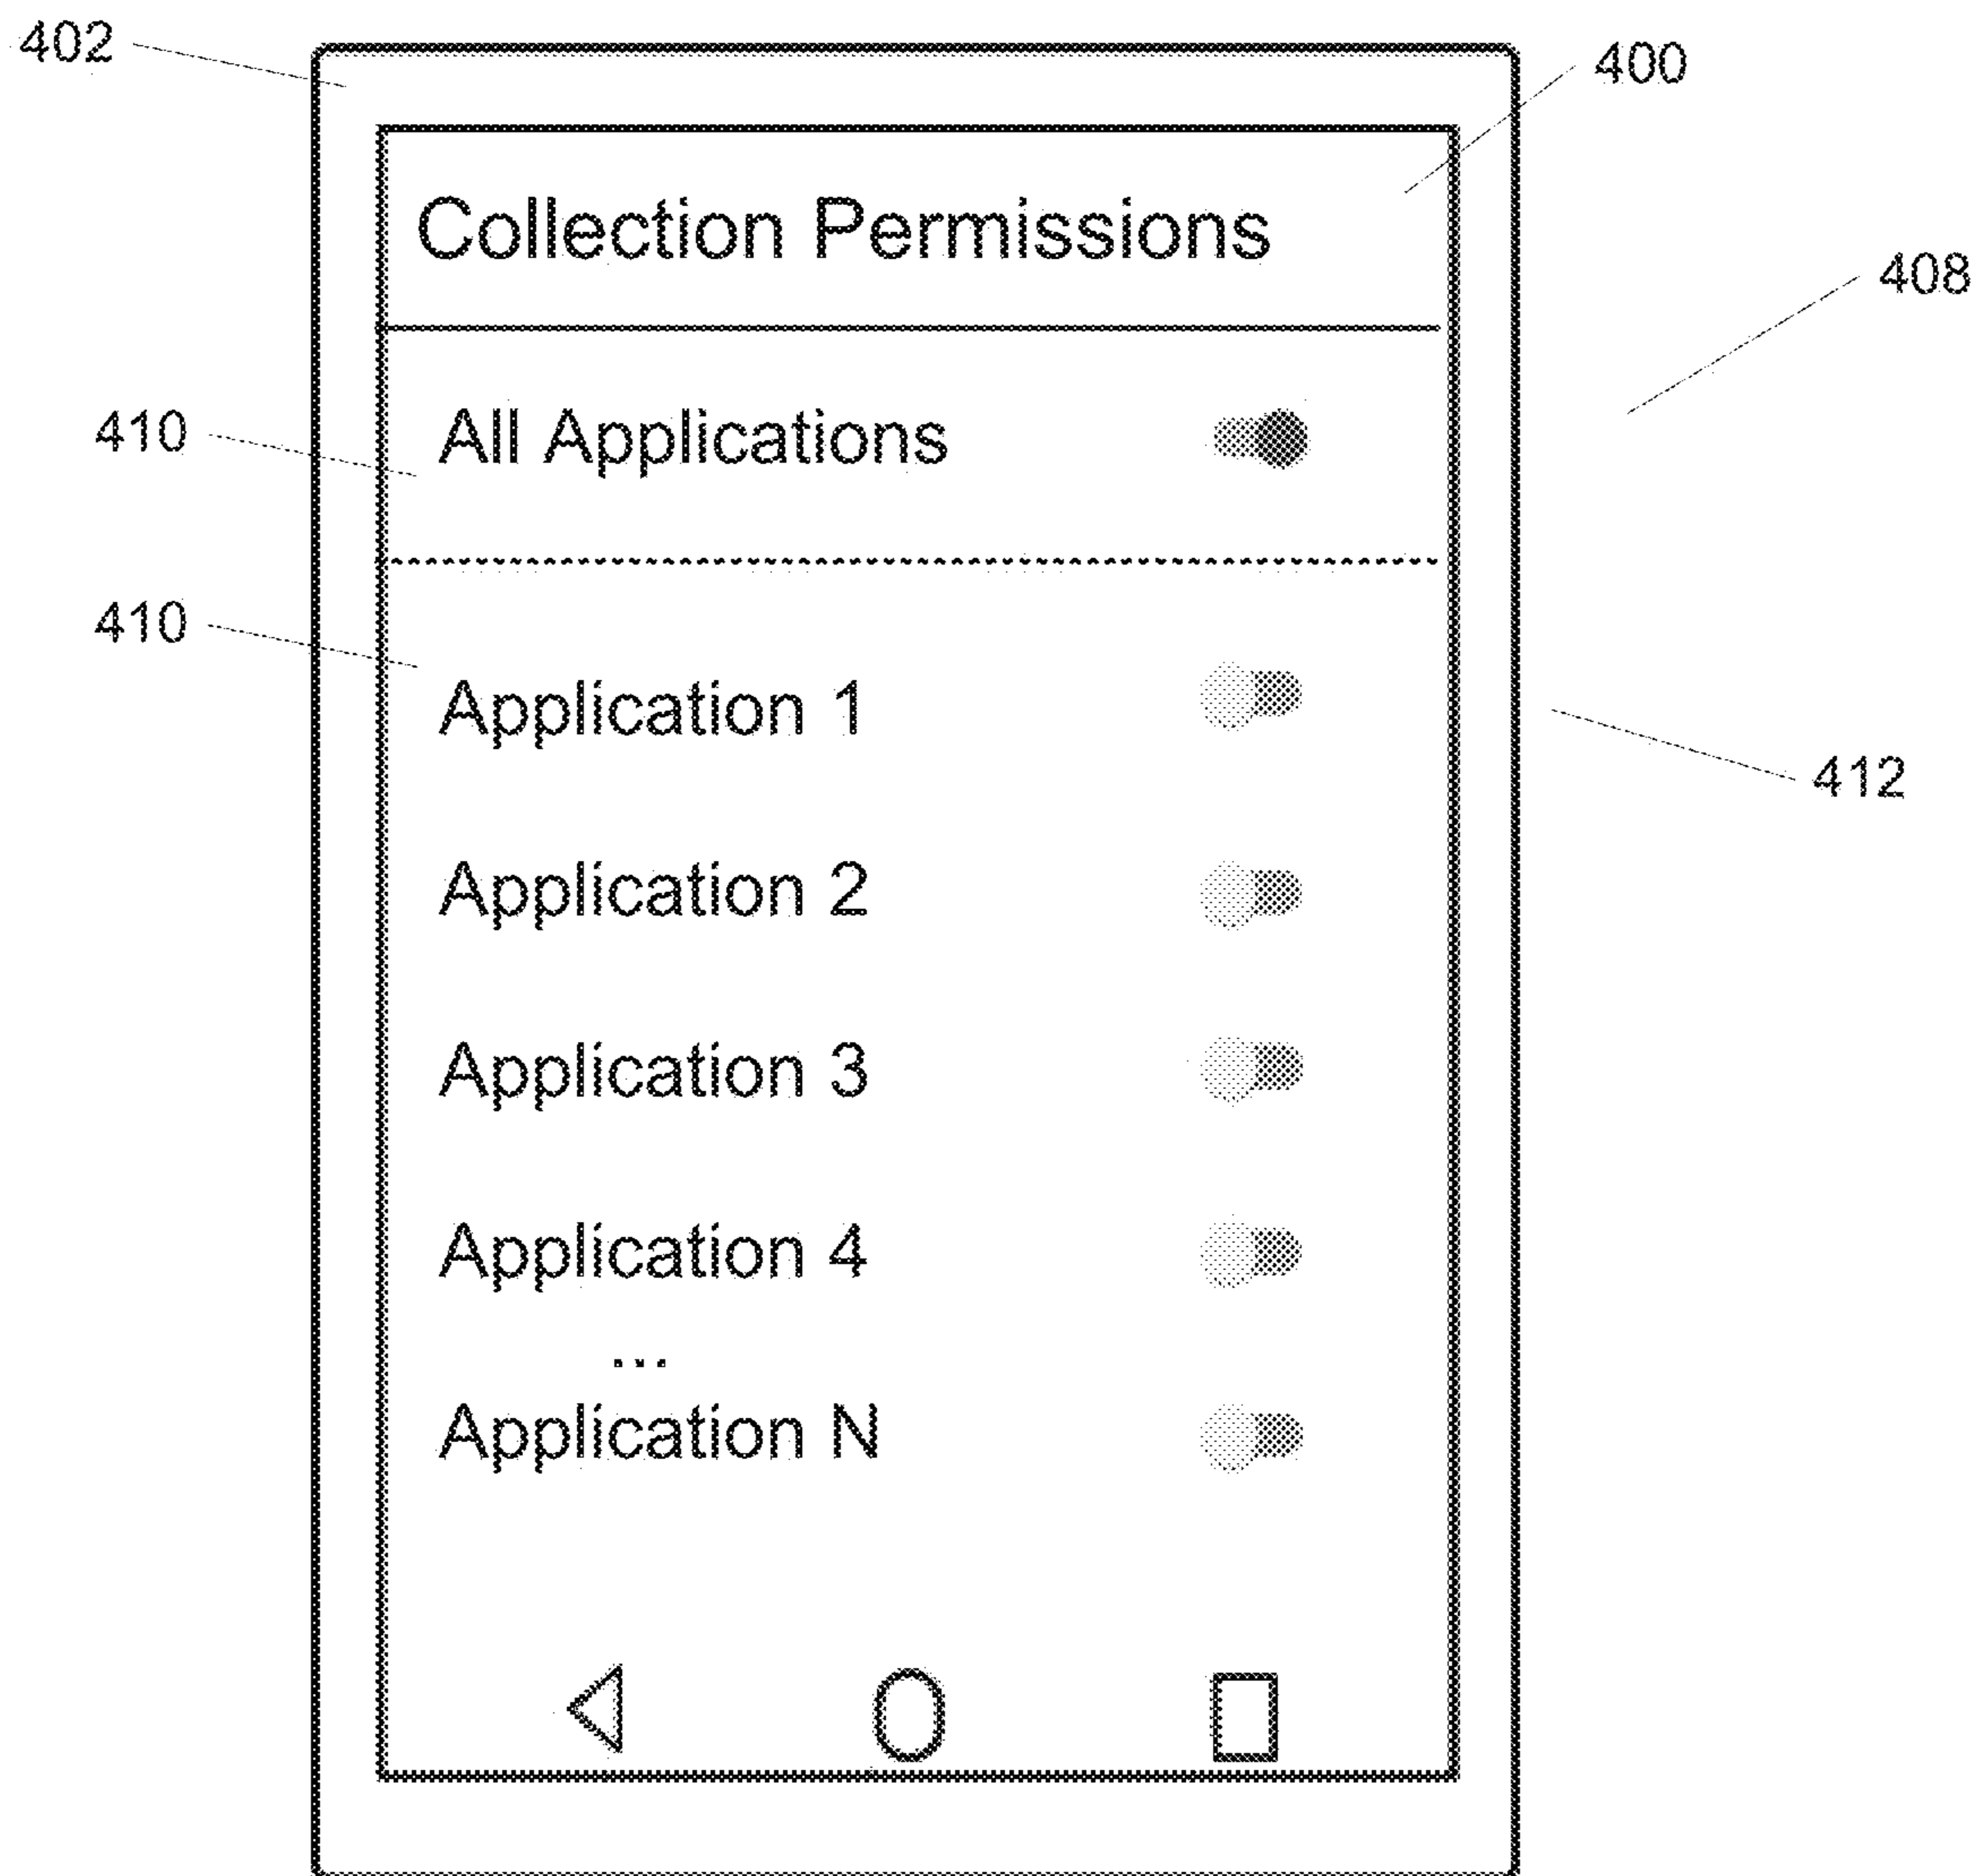 402
400
Collection Permissions
408
410
All Applications
410
Application 1
412
Application 2
Application 3
Application 4
...
Application N